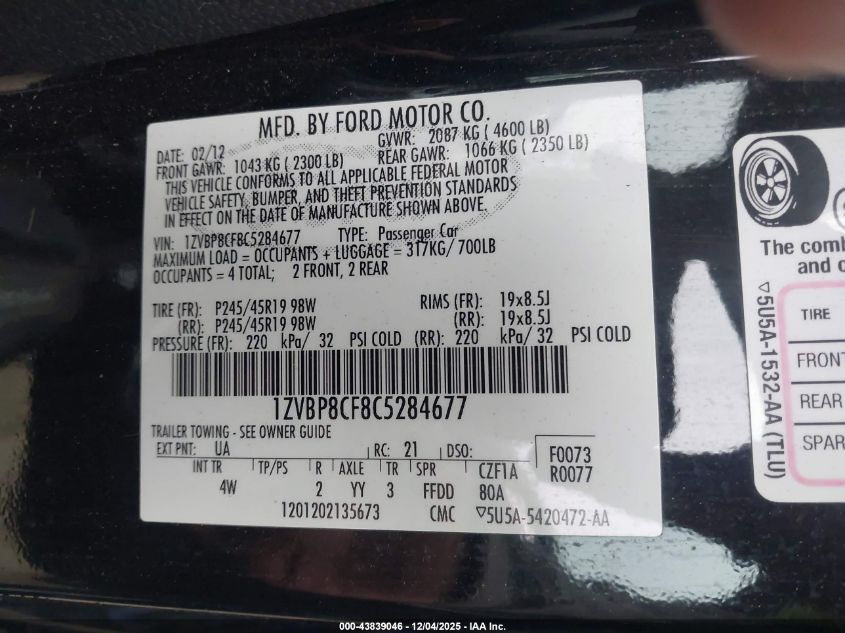 MFD. BY FORD MOTOR CO.
DATE: 02/12 GVWR: 2087 KG ( 4600 LB)
FRONT GAWR: 1043 KG ( 2300 LB) REAR GAWR: 1066 KG ( 2350 LB)
THIS VEHICLE CONFORMS TO ALL APPLICABLE FEDERAL MOTOR
VEHICLE SAFETY, BUMPER, AND THEFT PREVENTION STANDARDS
IN EFFECT ON THE DATE OF MANUFACTURE SHOWN ABOVE.
VIN: 1ZVBP8CF8C5284677 TYPE: Passenger Car
MAXIMUM LOAD = OCCUPANTS + LUGGAGE = 317KG/ 700LB
OCCUPANTS = 4 TOTAL; 2 FRONT, 2 REAR
TIRE (FR): P245/45R19 98W RIMS (FR): 19x8.5J
(RR): P245/45R19 98W (RR): 19x8.5J
PRESSURE (FR): 220 kPa/ 32 PSI COLD (RR): 220 kPa/ 32 PSI COLD
1ZVBP8CF8C5284677
TRAILER TOWING - SEE OWNER GUIDE
EXT PNT: UA RC: 21 DSO: F0073
R0077
INT TR TP/PS R AXLE TR SPR CZF1A
4W 2 YY 3 FFDD 80A
1201202135673 CMC ▽5U5A-5420472-AA
The comb
and c
TIRE
FRONT
REAR
SPAR
▽5U5A-1532-AA (TLU)
000-43839046 - 12/04/2025 - IAA Inc.